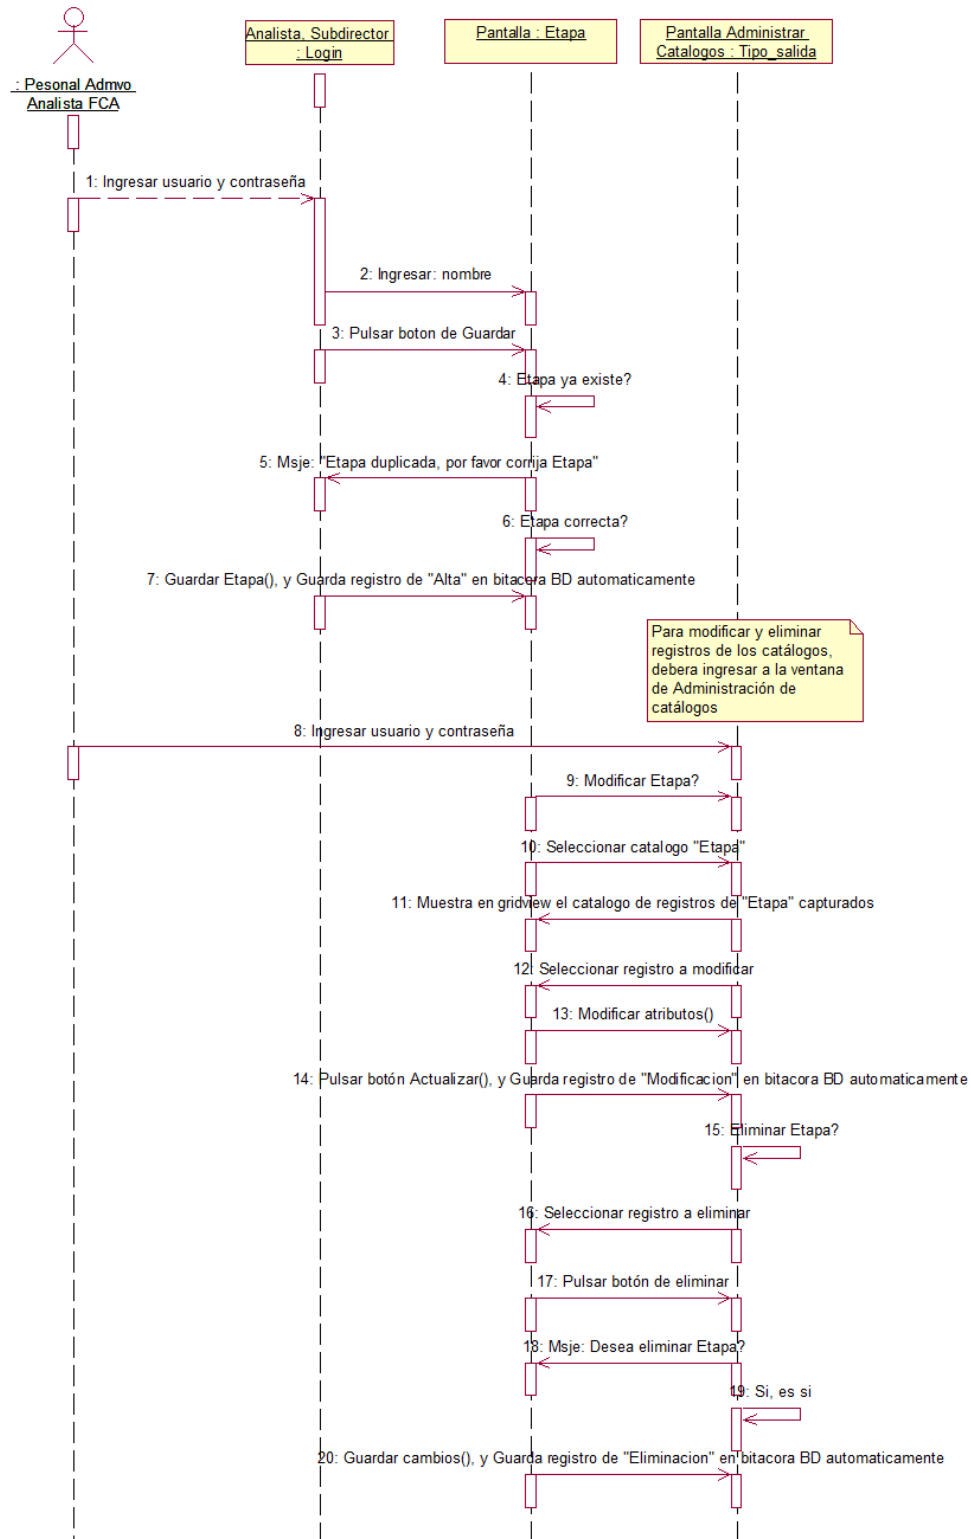 : Pesonal Admvo
Analista FCA
Analista, Subdirector
: Login
Pantalla : Etapa
Pantalla Administrar
Catalogos : Tipo_salida
1: Ingresar usuario y contraseña
2: Ingresar: nombre
3: Pulsar boton de Guardar
4: Etapa ya existe?
5: Msje: "Etapa duplicada, por favor corrija Etapa"
6: Etapa correcta?
7: Guardar Etapa(), y Guarda registro de "Alta" en bitacora BD automaticamente
Para modificar y eliminar
registros de los catálogos,
debera ingresar a la ventana
de Administración de
catálogos
8: Ingresar usuario y contraseña
9: Modificar Etapa?
10: Seleccionar catalogo "Etapa"
11: Muestra en gridview el catalogo de registros de "Etapa" capturados
12: Seleccionar registro a modificar
13: Modificar atributos()
14: Pulsar botón Actualizar(), y Guarda registro de "Modificacion" en bitacora BD automaticamente
15: Eliminar Etapa?
16: Seleccionar registro a eliminar
17: Pulsar botón de eliminar
18: Msje: Desea eliminar Etapa?
19: Si, es si
20: Guardar cambios(), y Guarda registro de "Eliminacion" en bitacora BD automaticamente